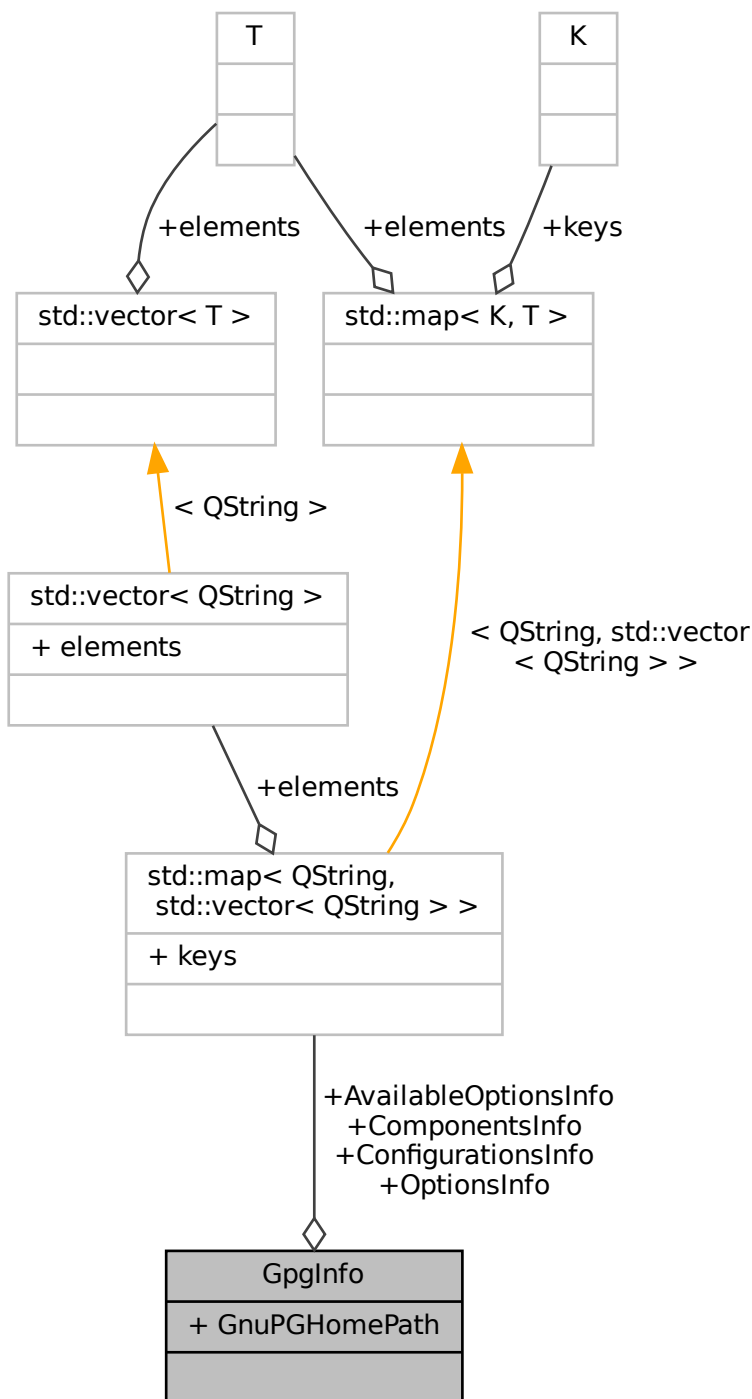 T
K
+elements
+elements
+keys
std::vector< T >
std::map< K, T >
< QString >
std::vector< QString >
+ elements
< QString, std::vector
< QString > >
+elements
std::map< QString,
std::vector< QString > >
+ keys
+AvailableOptionsInfo
+ComponentsInfo
+ConfigurationsInfo
+OptionsInfo
GpgInfo
+ GnuPGHomePath